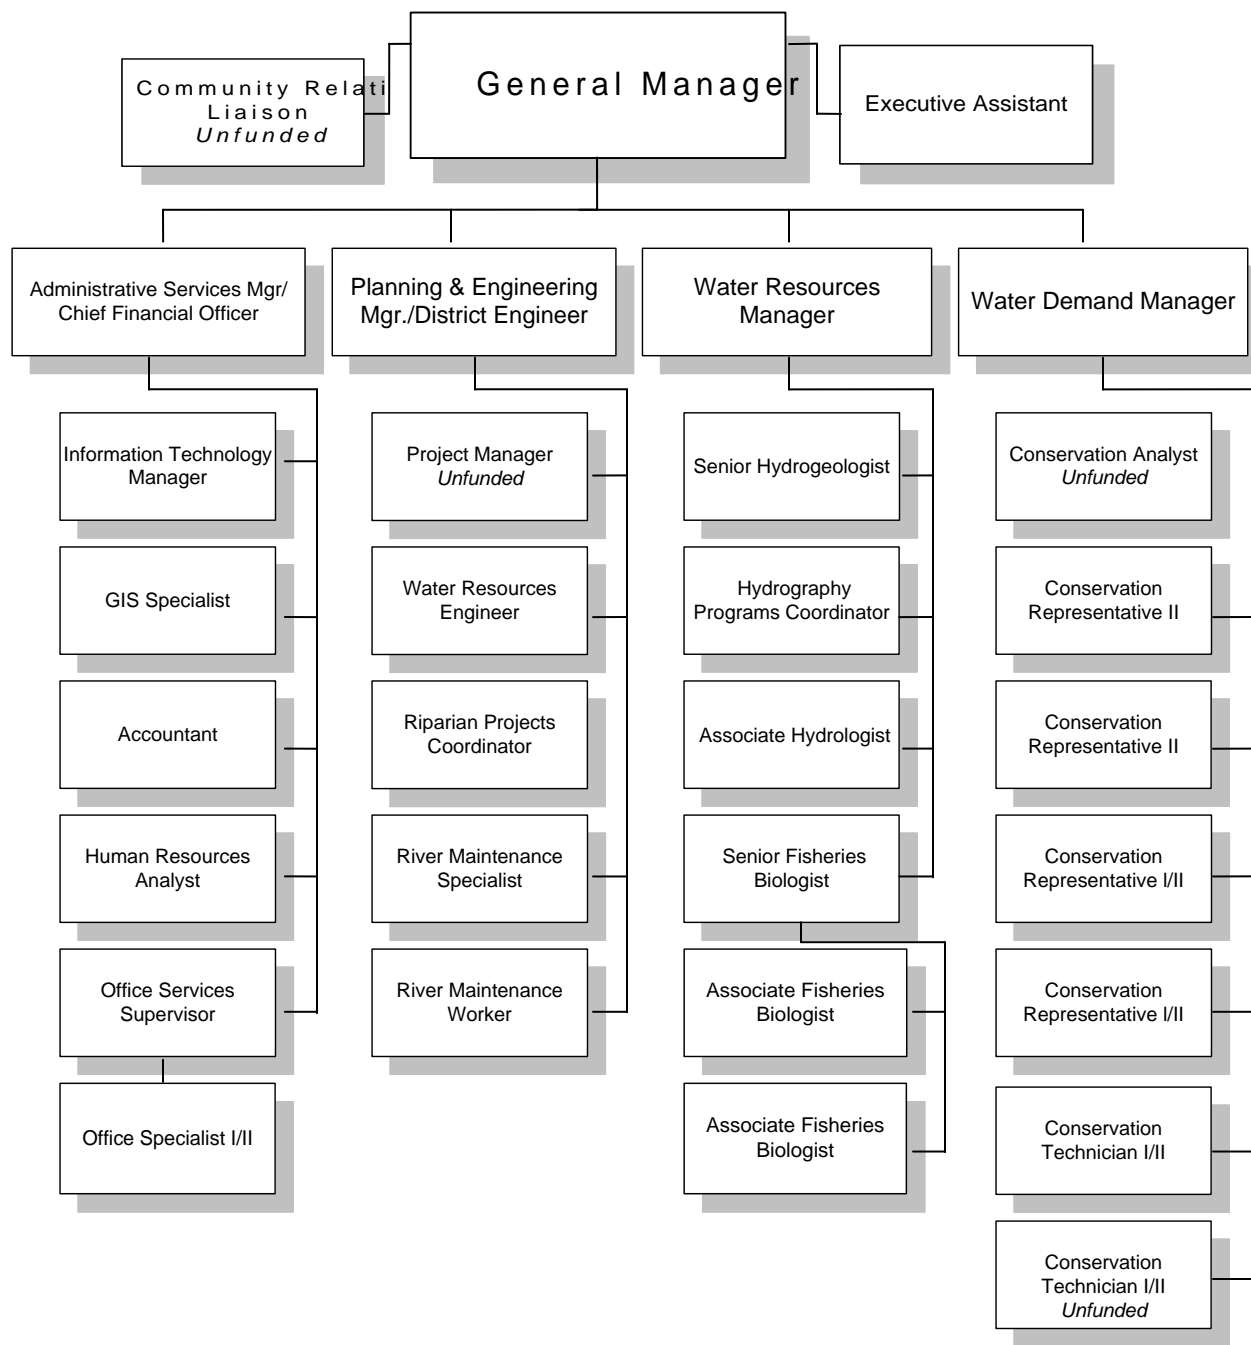 General Manager
Community Relati
Liaison
Unfunded
Executive Assistant
Administrative Services Mgr/
Chief Financial Officer
Planning & Engineering
Mgr./District Engineer
Water Resources
Manager
Water Demand Manager
Information Technology
Manager
GIS Specialist
Accountant
Human Resources
Analyst
Office Services
Supervisor
Office Specialist I/II
Project Manager
Unfunded
Water Resources
Engineer
Riparian Projects
Coordinator
River Maintenance
Specialist
River Maintenance
Worker
Senior Hydrogeologist
Hydrography
Programs Coordinator
Associate Hydrologist
Senior Fisheries
Biologist
Associate Fisheries
Biologist
Associate Fisheries
Biologist
Conservation Analyst
Unfunded
Conservation
Representative II
Conservation
Representative II
Conservation
Representative I/II
Conservation
Representative I/II
Conservation
Technician I/II
Conservation
Technician I/II
Unfunded